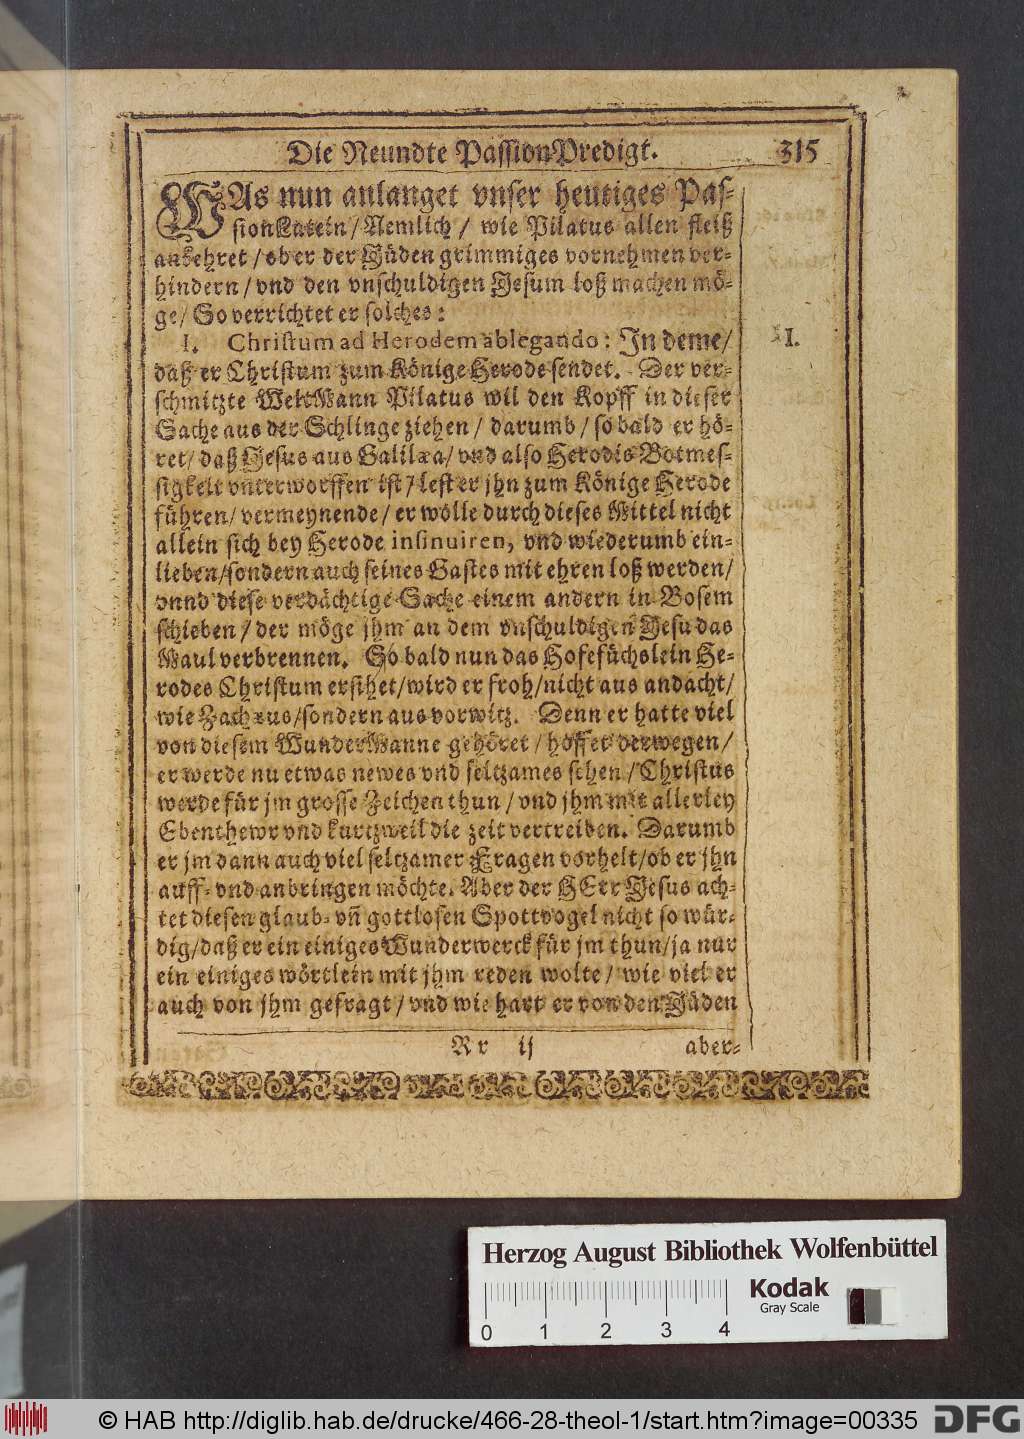 Die Neundte PassionPredigt. 315
WAs nun anlanget vnser heutiges Pas-
sionLatein / Nemlich / wie Pilatus allen fleiß
ankehret / ob er der Jüden grimmiges vornehmen ver-
hindern / vnd den vnschuldigen Jesum loß machen mö-
ge / So verrichtet er solches :
I. Christum ad Herodem ablegando : In deme /
I.
daß er Christum zum Könige Herode sendet. Der ver-
schmitzte WeltMann Pilatus wil den Kopff in dieser
Sache aus der Schlinge ziehen / darumb / so bald er hö-
ret / daß Jesus aus Galilæa / vnd also Herodis Botmes-
sigkeit vnterworffen ist / lest er jhn zum Könige Herode
führen / vermeynende / er wölle durch dieses Mittel nicht
allein sich bey Herode insinuiren, vnd wiederumb ein-
lieben / sondern auch seines Gastes mit ehren loß werden /
vnnd diese verdächtige Sache einem andern in Bosem
schieben / der möge jhm an dem vnschuldigen Jesu das
Maul verbrennen. So bald nun das Hofefüchslein He-
rodes Christum ersihet / wird er froh / nicht aus andacht /
wie Zachæus / sondern aus vorwitz. Denn er hatte viel
von diesem WunderManne gehöret / höffet derwegen /
er werde nu etwas newes vnd seltzames sehen / Christus
werde für jm grosse Zeichen thun / vnd jhm mit allerley
Ebenthewr vnd kurtzweil die zeit vertreiben. Darumb
er jm dann auch viel seltzamer Fragen vorhelt / ob er jhn
auff- vnd anbringen möchte. Aber der HErr Jesus ach-
tet diesen glaub- vñ gottlosen Spottvogel nicht so wür-
dig / daß er ein einiges Wunderwerck für jm thun / ja nur
ein einiges wörtlein mit jhm reden wolte / wie viel er
auch von jhm gefragt / vnd wie hart er von den Jüden
Rr ij aber-
Herzog August Bibliothek Wolfenbüttel
Kodak
Gray Scale
0 1 2 3 4
© HAB http://diglib.hab.de/drucke/466-28-theol-1/start.htm?image=00335 DFG